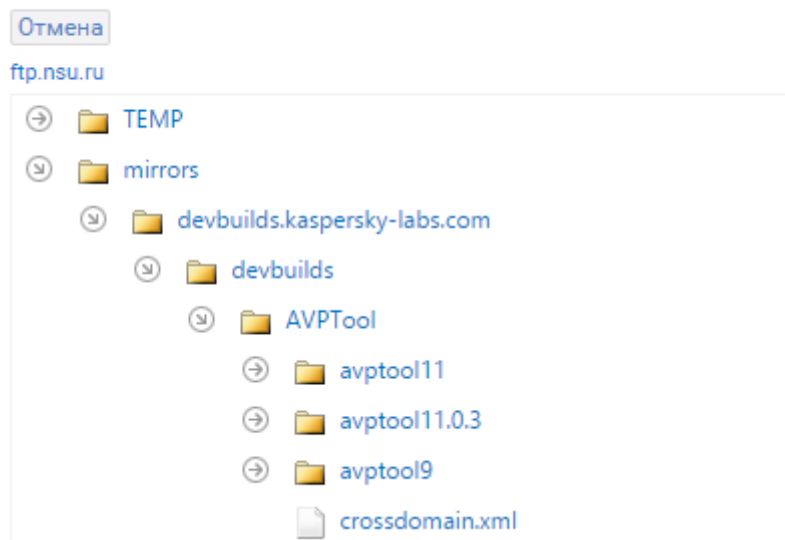 Отмена
ftp.nsu.ru
TEMP
mirrors
devbuilds.kaspersky-labs.com
devbuilds
AVPTool
avptool11
avptool11.0.3
avptool9
crossdomain.xml